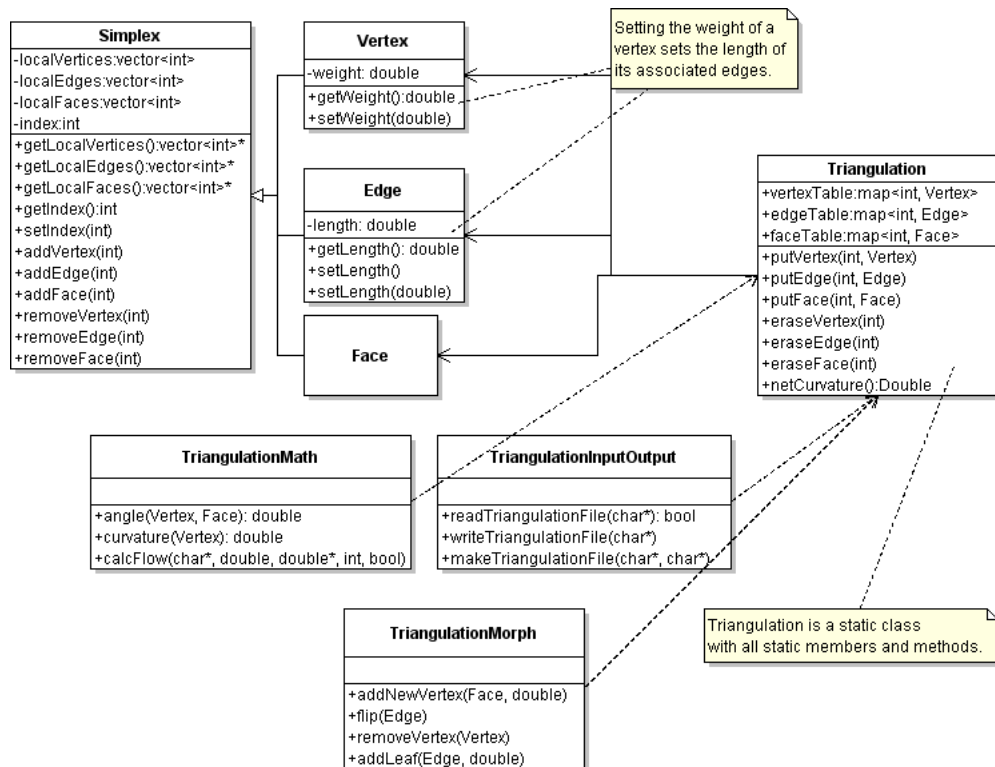 Simplex
-localVertices:vector<int>
-localEdges:vector<int>
-localFaces:vector<int>
-index:int
+getLocalVertices():vector<int>*
+getLocalEdges():vector<int>*
+getLocalFaces():vector<int>*
+getIndex():int
+setIndex(int)
+addVertex(int)
+addEdge(int)
+addFace(int)
+removeVertex(int)
+removeEdge(int)
+removeFace(int)
Vertex
-weight: double
+getWeight():double
+setWeight(double)
Setting the weight of a
vertex sets the length of
its associated edges.
Edge
-length: double
+getLength(): double
+setLength()
+setLength(double)
Face
Triangulation
+vertexTable:map<int, Vertex>
+edgeTable:map<int, Edge>
+faceTable:map<int, Face>
+putVertex(int, Vertex)
+putEdge(int, Edge)
+putFace(int, Face)
+eraseVertex(int)
+eraseEdge(int)
+eraseFace(int)
+netCurvature():Double
TriangulationMath
+angle(Vertex, Face): double
+curvature(Vertex): double
+calcFlow(char*, double, double*, int, bool)
TriangulationInputOutput
+readTriangulationFile(char*): bool
+writeTriangulationFile(char*)
+makeTriangulationFile(char*, char*)
TriangulationMorph
+addNewVertex(Face, double)
+flip(Edge)
+removeVertex(Vertex)
+addLeaf(Edge, double)
Triangulation is a static class
with all static members and methods.